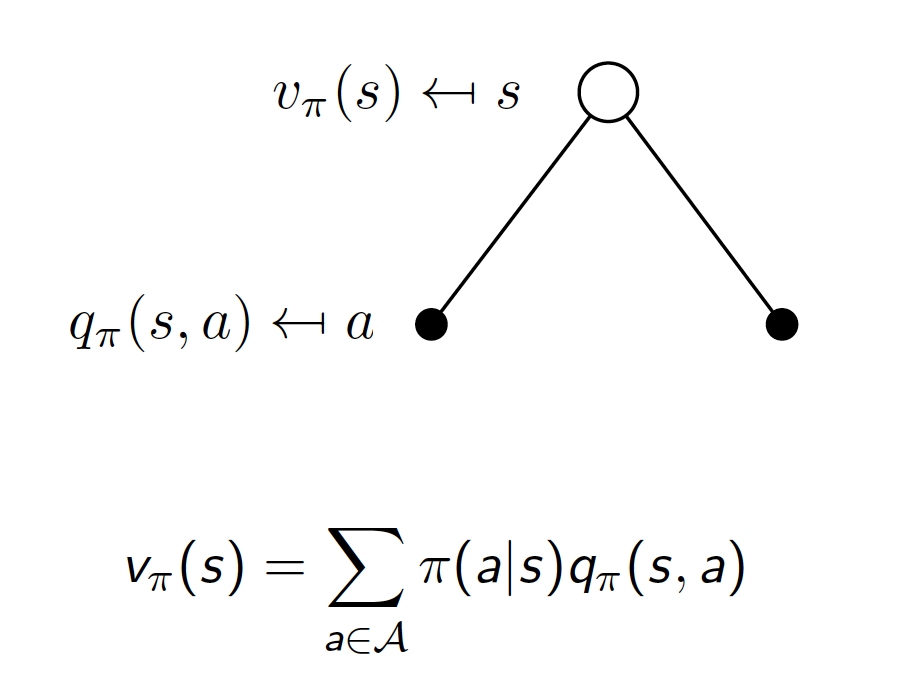 vπ(s) ↤ s
qπ(s, a) ↤ a
vπ(s) = ∑ π(a|s)qπ(s, a)
a∈𝒜